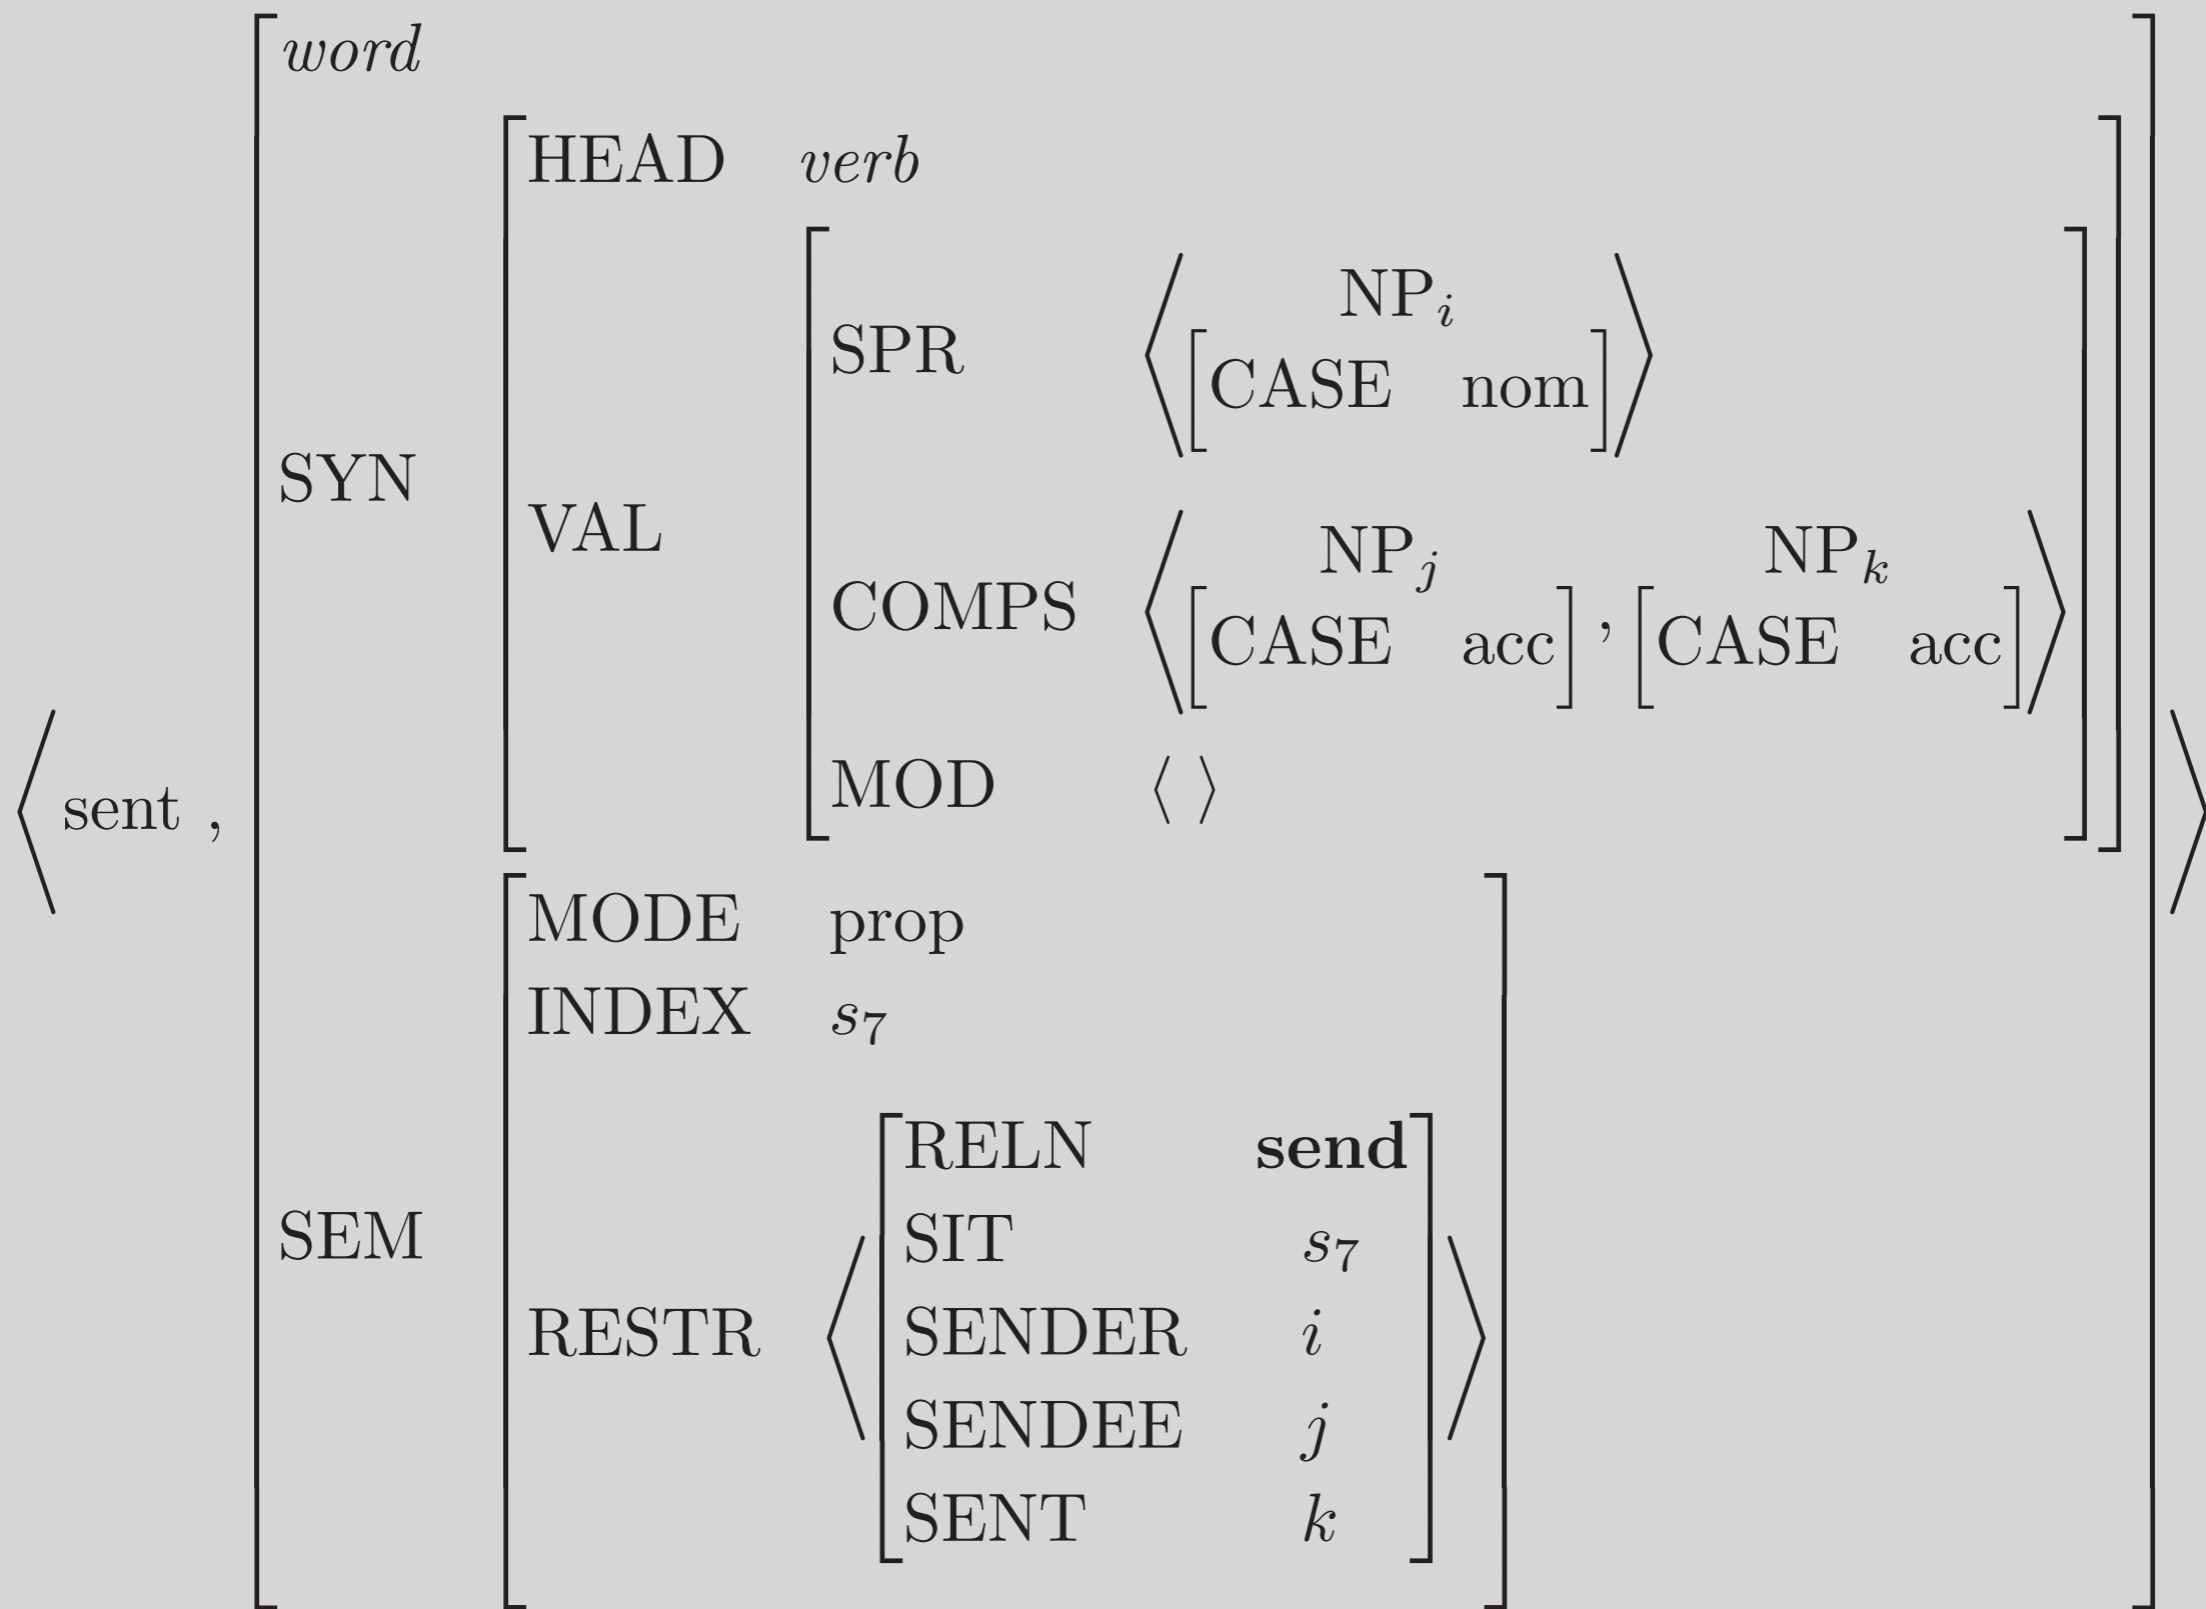 word
HEAD verb
NP_i
SPR ⟨ [CASE nom] ⟩
SYN
VAL
NP_j NP_k
COMPS ⟨ [CASE acc] , [CASE acc] ⟩
MOD ⟨ ⟩
⟨ sent ,
MODE prop
INDEX s_7
RELN send
SIT s_7
SEM
RESTR ⟨ SENDER i ⟩
SENDEE j
SENT k